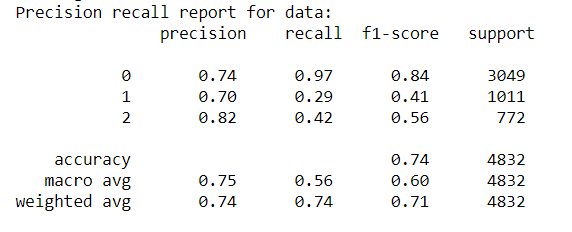 Precision recall report for data:
precision recall f1-score support
0 0.74 0.97 0.84 3049
1 0.70 0.29 0.41 1011
2 0.82 0.42 0.56 772
accuracy 0.74 4832
macro avg 0.75 0.56 0.60 4832
weighted avg 0.74 0.74 0.71 4832